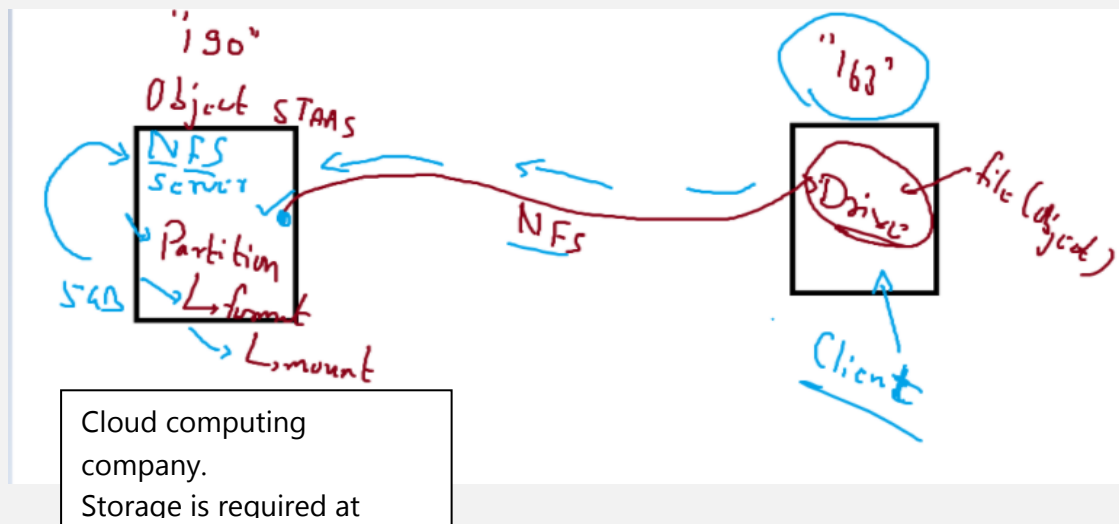 "190"
Object STAAS
NFS
Server
Partition
5GB
format
mount
NFS
"163"
Drive
file (object)
Client
Cloud computing
company.
Storage is required at